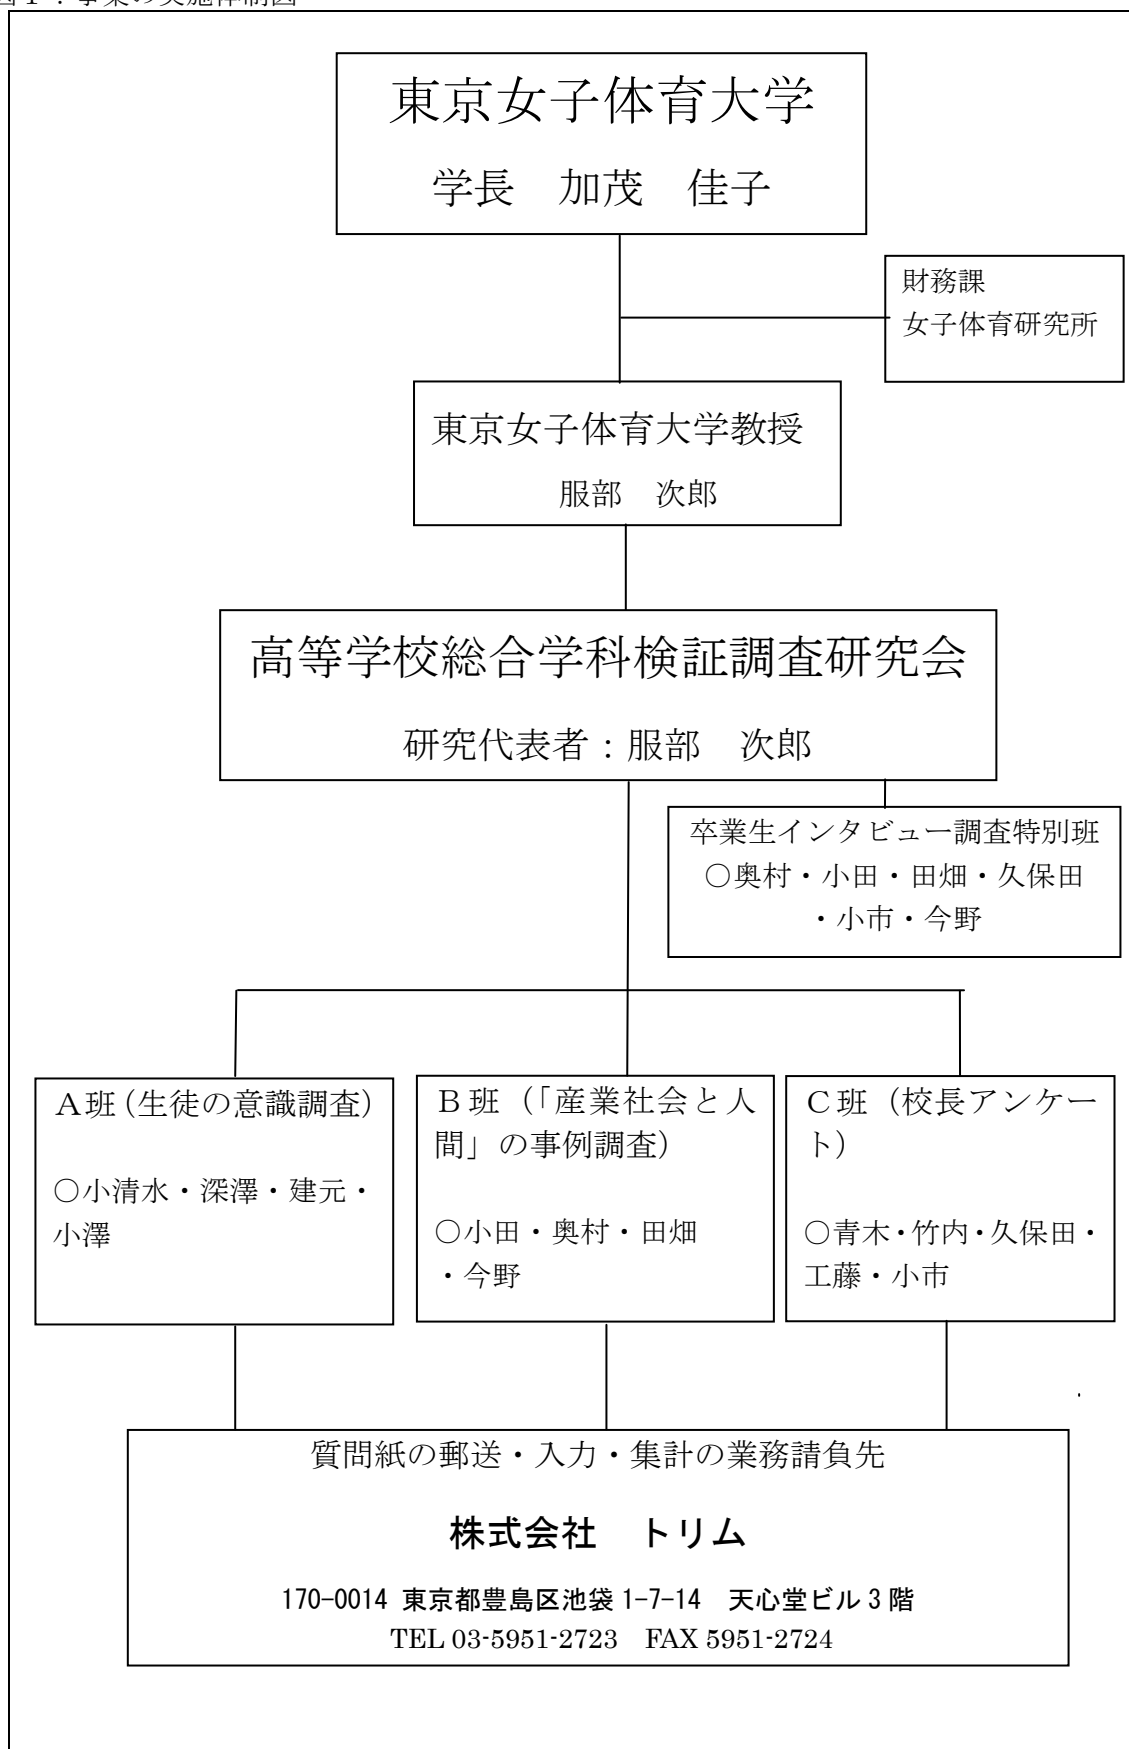 図１：事業の実施体制図
東京女子体育大学
学長　加茂　佳子
財務課
女子体育研究所
東京女子体育大学教授
服部　次郎
高等学校総合学科検証調査研究会
研究代表者：服部　次郎
卒業生インタビュー調査特別班
○奥村・小田・田畑・久保田
・小市・今野
Ａ班（生徒の意識調査）
○小清水・深澤・建元・
小澤
Ｂ班（「産業社会と人
間」の事例調査）
○小田・奥村・田畑
・今野
Ｃ班（校長アンケー
ト）
○青木・竹内・久保田・
工藤・小市
質問紙の郵送・入力・集計の業務請負先
株式会社　トリム
170-0014 東京都豊島区池袋 1-7-14　天心堂ビル 3 階
TEL 03-5951-2723　FAX 5951-2724